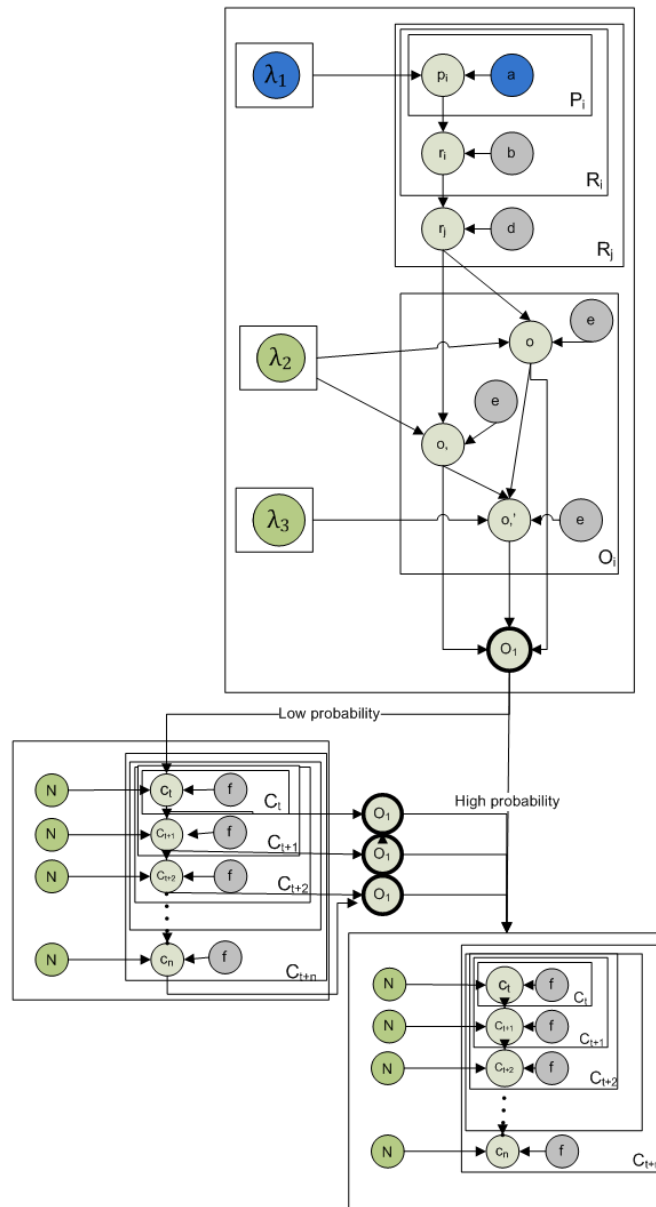 λ₁
pᵢ
a
Pᵢ
rᵢ
b
Rᵢ
rⱼ
d
Rⱼ
e
λ₂
o
e
o,
λ₃
o,'
e
Oᵢ
O₁
Low probability
High probability
N
cₜ
f
Cₜ
O₁
N
Cₜ₊₁
f
Cₜ₊₁
O₁
N
Cₜ₊₂
f
Cₜ₊₂
O₁
N
cₙ
f
Cₜ₊ₙ
N
cₜ
f
Cₜ
N
Cₜ₊₁
f
Cₜ₊₁
N
Cₜ₊₂
f
Cₜ₊₂
N
cₙ
f
Cₜ₊ₙ